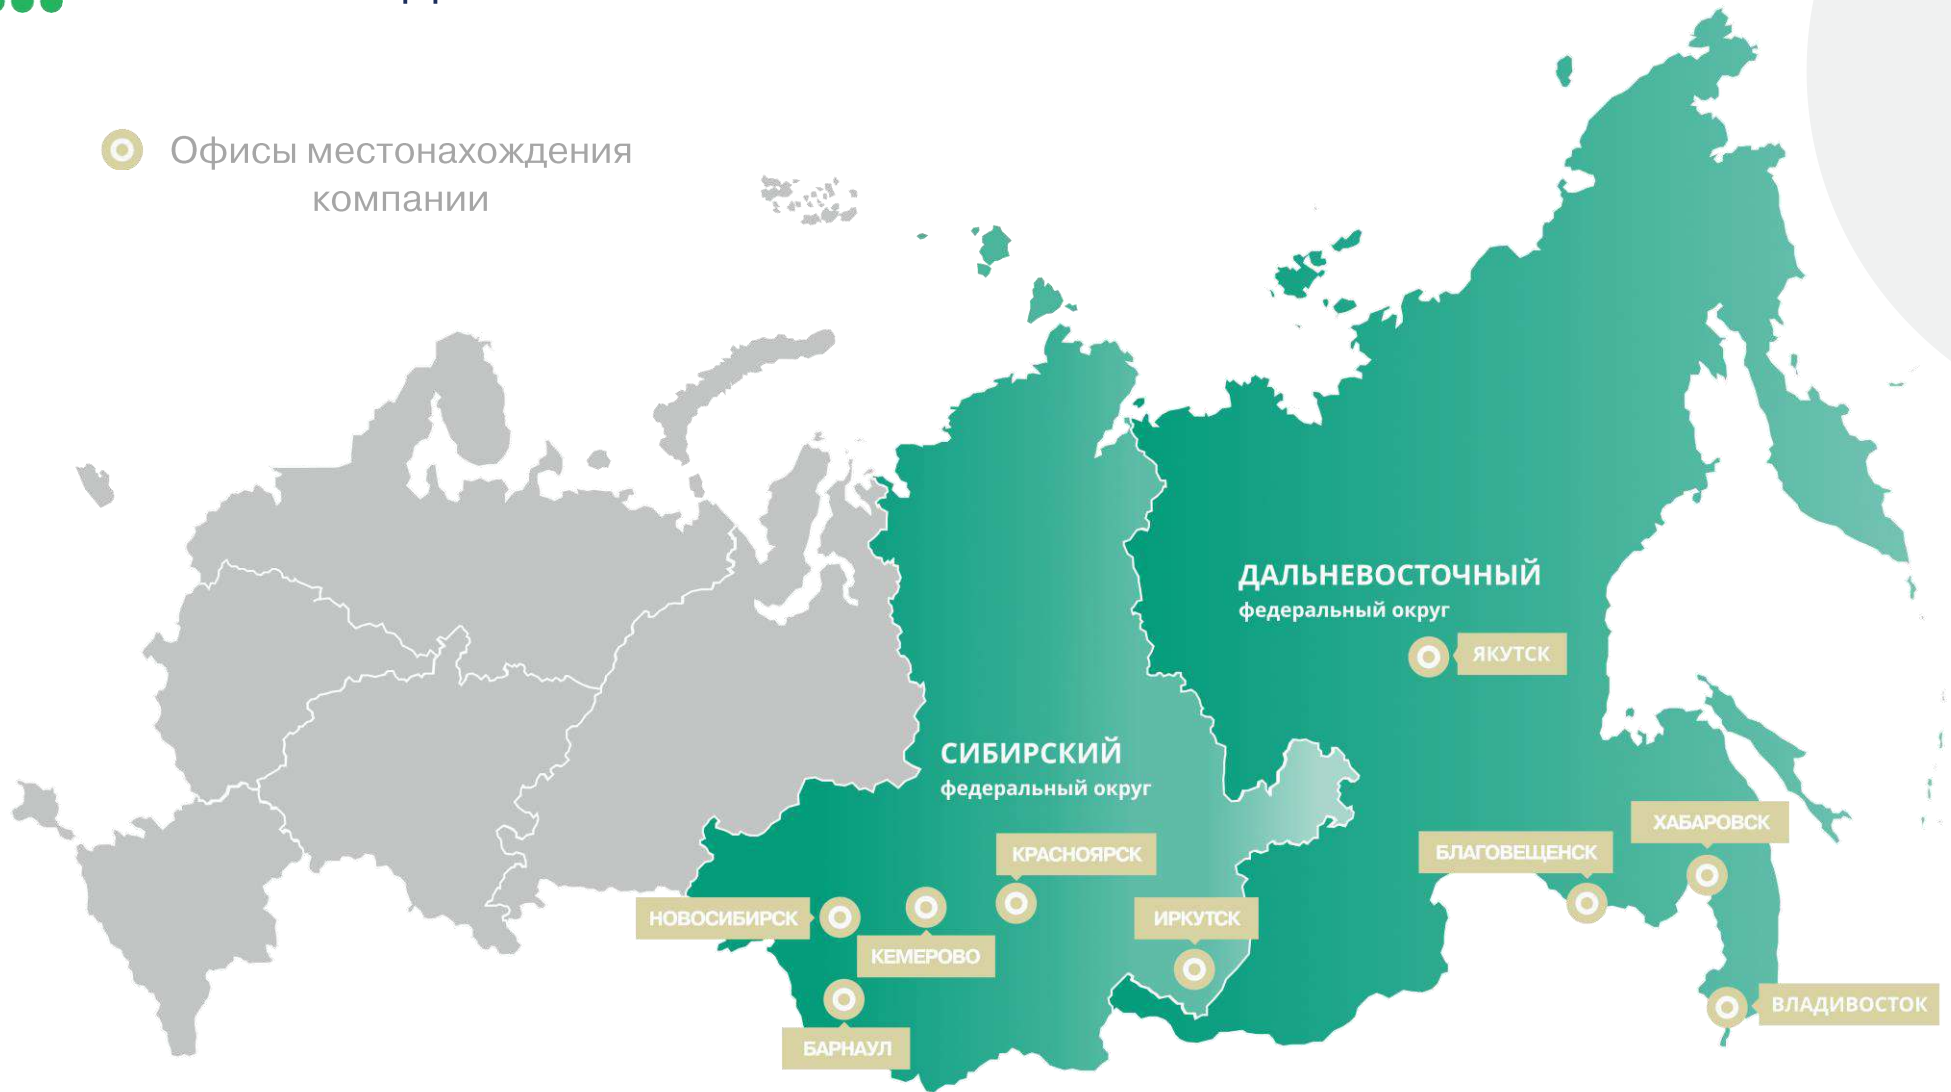 Офисы местонахождения
компании
ДАЛЬНЕВОСТОЧНЫЙ
федеральный округ
ЯКУТСК
СИБИРСКИЙ
федеральный округ
ХАБАРОВСК
БЛАГОВЕЩЕНСК
КРАСНОЯРСК
НОВОСИБИРСК
ИРКУТСК
КЕМЕРОВО
ВЛАДИВОСТОК
БАРНАУЛ